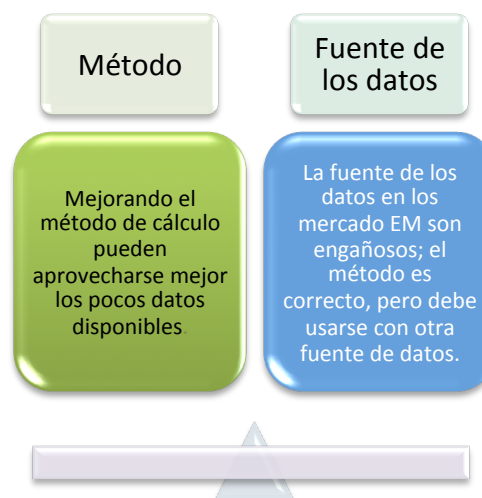 Método
Fuente de
los datos
Mejorando el
método de cálculo
pueden
aprovecharse mejor
los pocos datos
disponibles.
La fuente de los
datos en los
mercado EM son
engañosos; el
método es
correcto, pero debe
usarse con otra
fuente de datos.